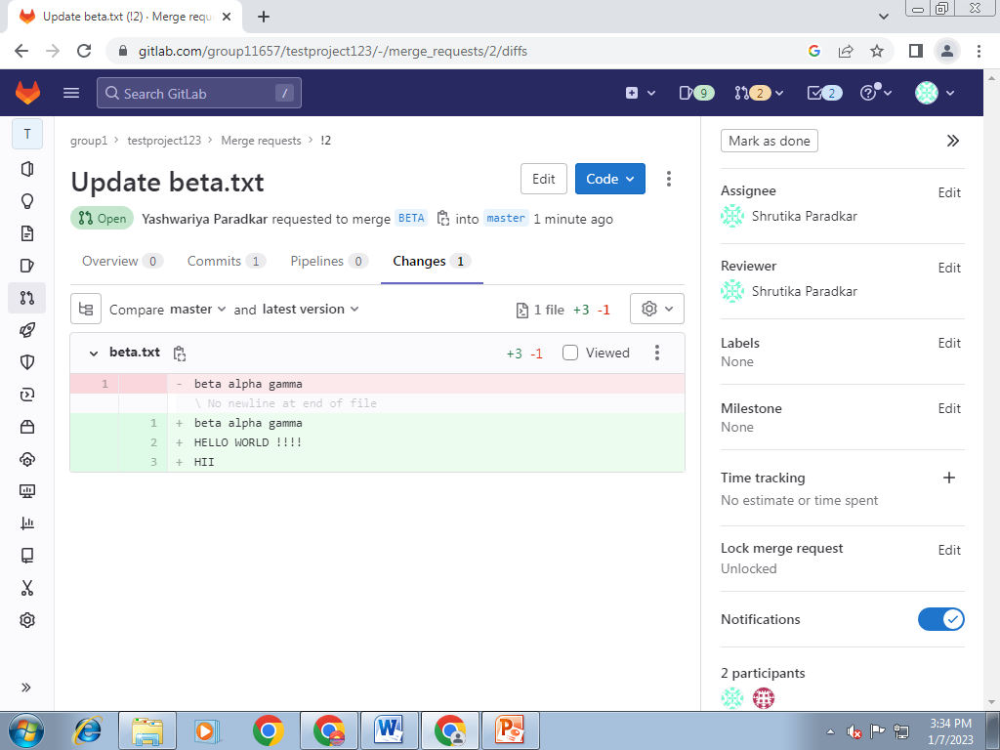 Update beta.txt (!2) · Merge requ
gitlab.com/group11657/testproject123/-/merge_requests/2/diffs
Search GitLab /
9 2 2
T
group1 > testproject123 > Merge requests > !2
Update beta.txt
Edit Code
Open Yashwariya Paradkar requested to merge BETA into master 1 minute ago
Overview 0 Commits 1 Pipelines 0 Changes 1
Compare master and latest version 1 file +3 -1
beta.txt +3 -1 Viewed
1 - beta alpha gamma
\ No newline at end of file
1 + beta alpha gamma
2 + HELLO WORLD !!!!
3 + HII
Mark as done
Assignee Edit
Shrutika Paradkar
Reviewer Edit
Shrutika Paradkar
Labels Edit
None
Milestone Edit
None
Time tracking +
No estimate or time spent
Lock merge request Edit
Unlocked
Notifications
2 participants
3:34 PM
1/7/2023